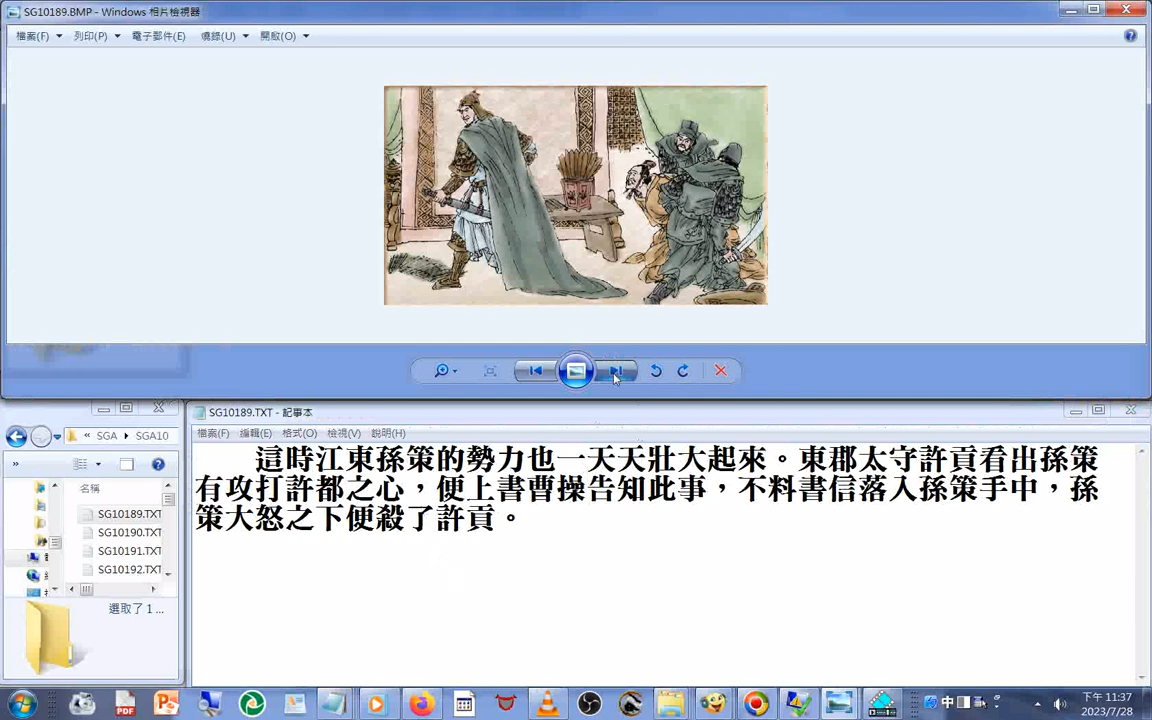 SG10189.BMP - Windows 相片檢視器
檔案(F) 列印(P) 電子郵件(E) 燒錄(U) 開啟(O)
SGA SGA10
名稱
SG10189.TXT
SG10190.TXT
SG10191.TXT
SG10192.TXT
選取了 1 ...
SG10189.TXT - 記事本
檔案(F) 編輯(E) 格式(O) 檢視(V) 說明(H)
這時江東孫策的勢力也一天天壯大起來。東郡太守許貢看出孫策
有攻打許都之心，便上書曹操告知此事，不料書信落入孫策手中，孫
策大怒之下便殺了許貢。
PDF
中
下午 11:37
2023/7/28